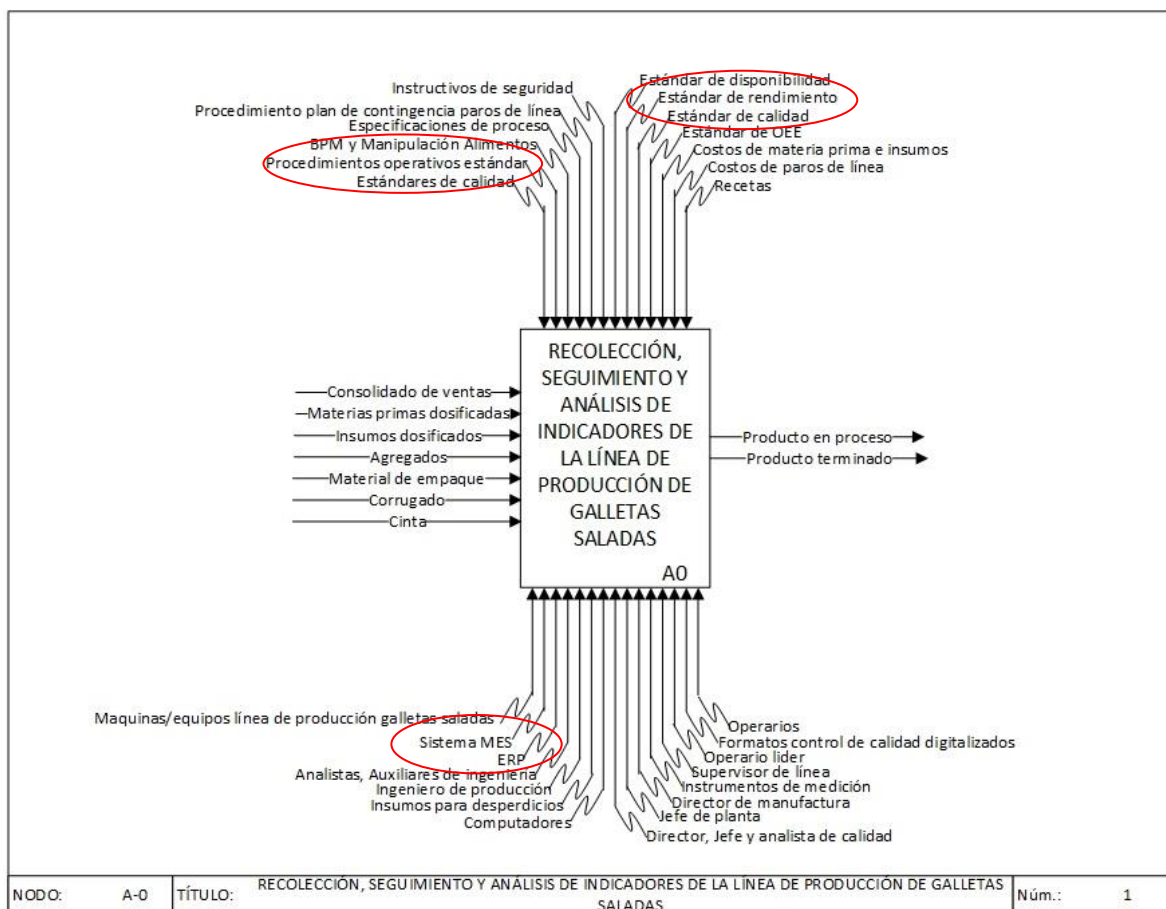 Instructivos de seguridad
Procedimiento plan de contingencia paros de línea
Especificaciones de proceso
BPM y Manipulación Alimentos
Procedimientos operativos estándar
Estándares de calidad
Estándar de disponibilidad
Estándar de rendimiento
Estándar de calidad
Estándar de OEE
Costos de materia prima e insumos
Costos de paros de línea
Recetas
Consolidado de ventas
Materias primas dosificadas
Insumos dosificados
Agregados
Material de empaque
Corrugado
Cinta
RECOLECCIÓN,
SEGUIMIENTO Y
ANÁLISIS DE
INDICADORES DE
LA LÍNEA DE
PRODUCCIÓN DE
GALLETAS
SALADAS
A0
Producto en proceso
Producto terminado
Maquinas/equipos línea de producción galletas saladas
Sistema MES
ERP
Analistas, Auxiliares de ingeniería
Ingeniero de producción
Insumos para desperdicios
Computadores
Operarios
Formatos control de calidad digitalizados
Operario lider
Supervisor de línea
Instrumentos de medición
Director de manufactura
Jefe de planta
Director, Jefe y analista de calidad
NODO: A-0
TÍTULO: RECOLECCIÓN, SEGUIMIENTO Y ANÁLISIS DE INDICADORES DE LA LÍNEA DE PRODUCCIÓN DE GALLETAS
SALADAS
Núm.: 1